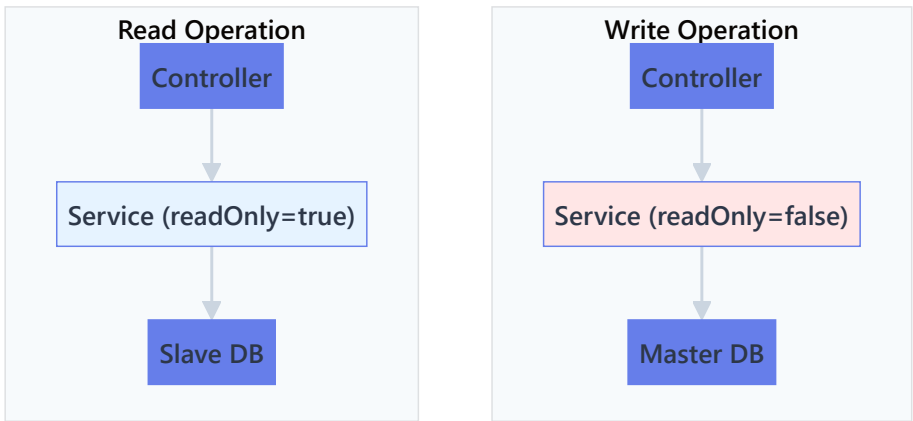 Read Operation
Controller
Service (readOnly=true)
Slave DB
Write Operation
Controller
Service (readOnly=false)
Master DB